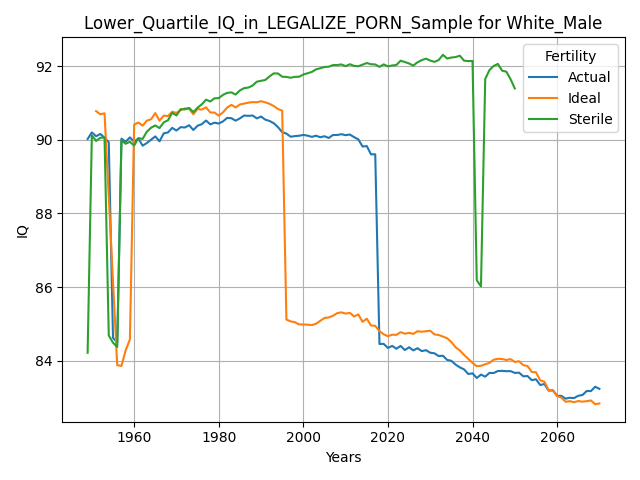 Lower_Quartile_IQ_in_LEGALIZE_PORN_Sample for White_Male
Fertility
Actual
Ideal
Sterile
IQ
92
90
88
86
84
1960 1980 2000 2020 2040 2060
Years